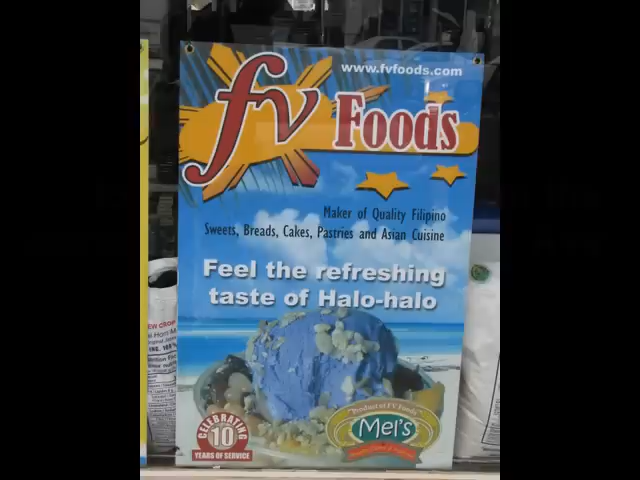 www.fvfoods.com
fv Foods
Maker of Quality Filipino
Sweets, Breads, Cakes, Pastries and Asian Cuisine
Feel the refreshing
taste of Halo-halo
CELEBRATING
10
YEARS OF SERVICE
Product of FV Foods
Mel's